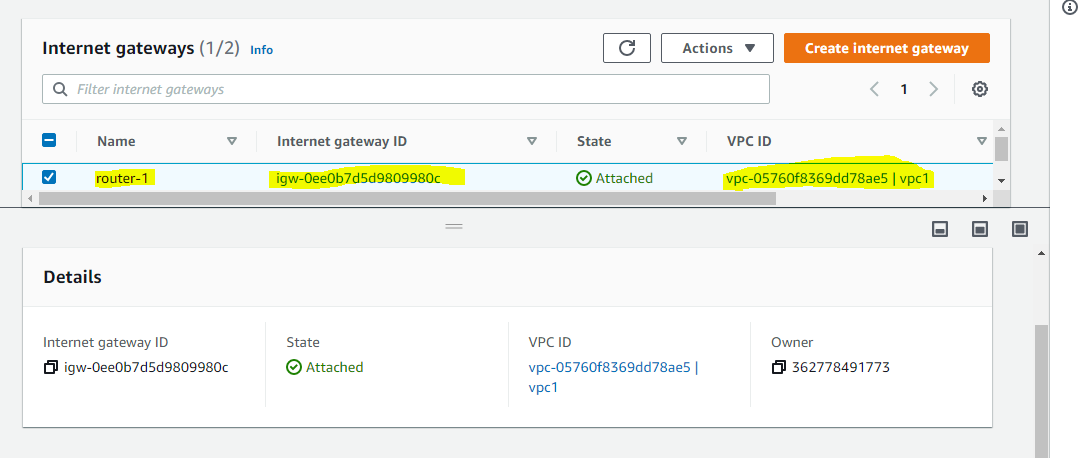 Internet gateways (1/2) Info
Actions
Create internet gateway
Filter internet gateways
1
Name Internet gateway ID State VPC ID
router-1 igw-0ee0b7d5d9809980c Attached vpc-05760f8369dd78ae5 | vpc1
Details
Internet gateway ID State VPC ID Owner
igw-0ee0b7d5d9809980c Attached vpc-05760f8369dd78ae5 | 362778491773
vpc1